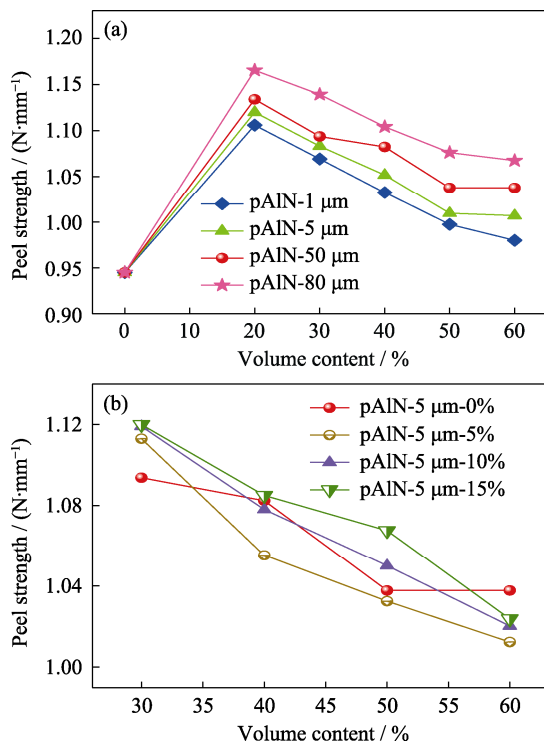 (a)
1.20
1.15
1.10
1.05
1.00
0.95
0.90
Peel strength / (N·mm⁻¹)
pAlN-1 μm
pAlN-5 μm
pAlN-50 μm
pAlN-80 μm
0 10 20 30 40 50 60
Volume content / %
(b)
1.12
1.08
1.04
1.00
Peel strength / (N·mm⁻¹)
pAlN-5 μm-0%
pAlN-5 μm-5%
pAlN-5 μm-10%
pAlN-5 μm-15%
30 35 40 45 50 55 60
Volume content / %